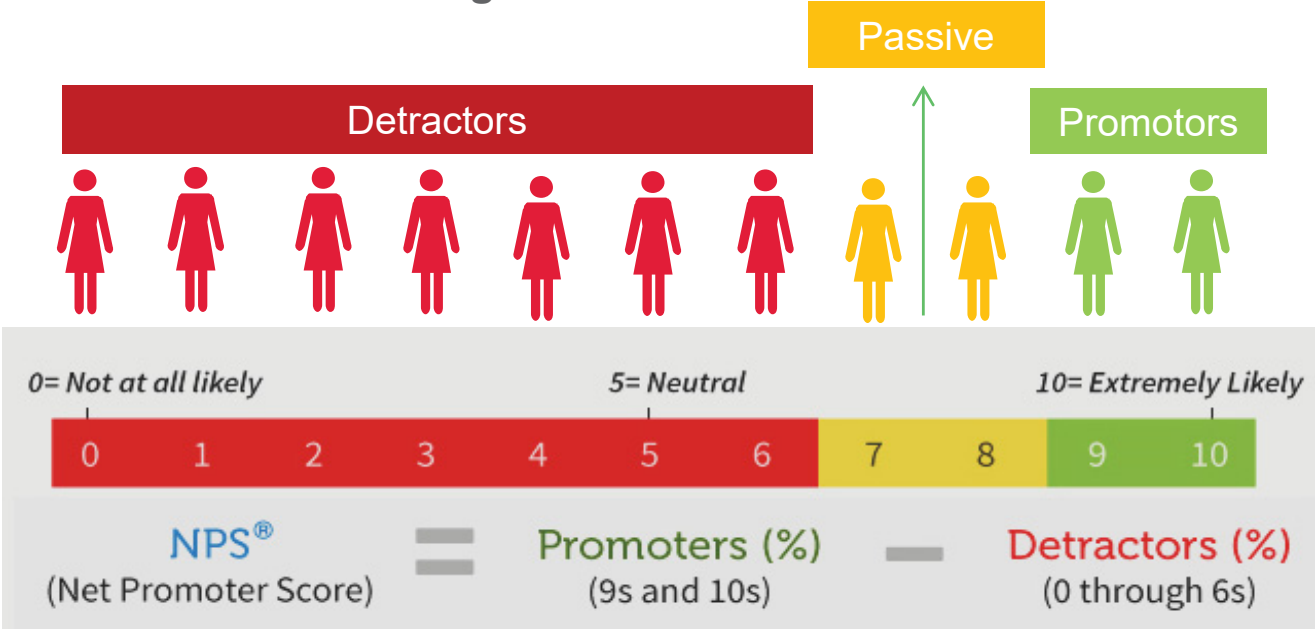 Passive
Detractors
Promotors
0= Not at all likely
5= Neutral
10= Extremely Likely
0 1 2 3 4 5 6 7 8 9 10
NPS® Promoters (%) Detractors (%)
(Net Promoter Score) (9s and 10s) (0 through 6s)